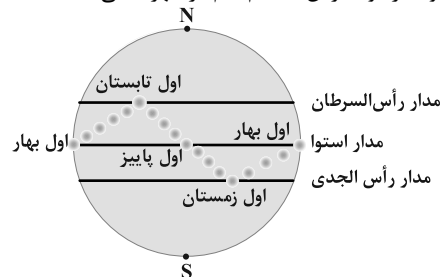 N
اول تابستان
مدار رأس‌السرطان
اول بهار
مدار استوا
اول بهار
اول پاییز
مدار رأس الجدی
اول زمستان
S